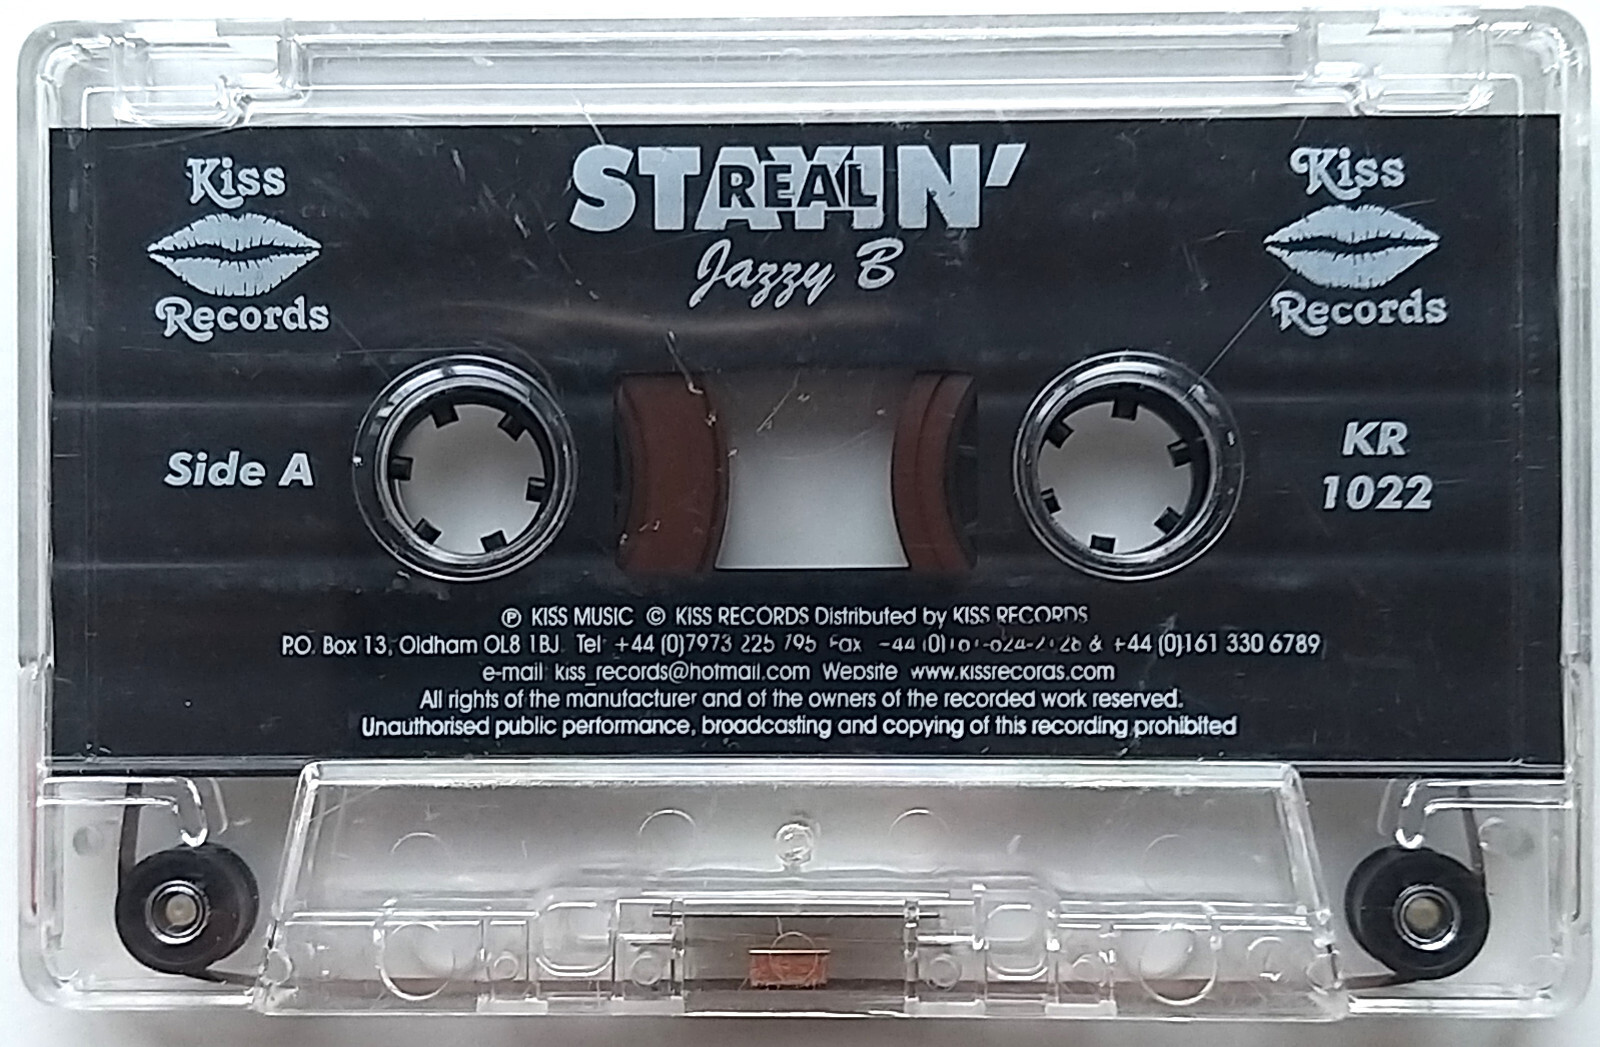 Kiss
Records
STAYIN'
REAL
Jazzy B
Kiss
Records
Side A
KR
1022
℗ KISS MUSIC © KISS RECORDS Distributed by KISS RECORDS
P.O. Box 13, Oldham OL8 1BJ Tel +44 (0)7973 225 795 Fax & +44 (0)161 330 6789
e-mail kiss_records@hotmail.com Website www.kissrecords.com
All rights of the manufacturer and of the owners of the recorded work reserved.
Unauthorised public performance, broadcasting and copying of this recording prohibited